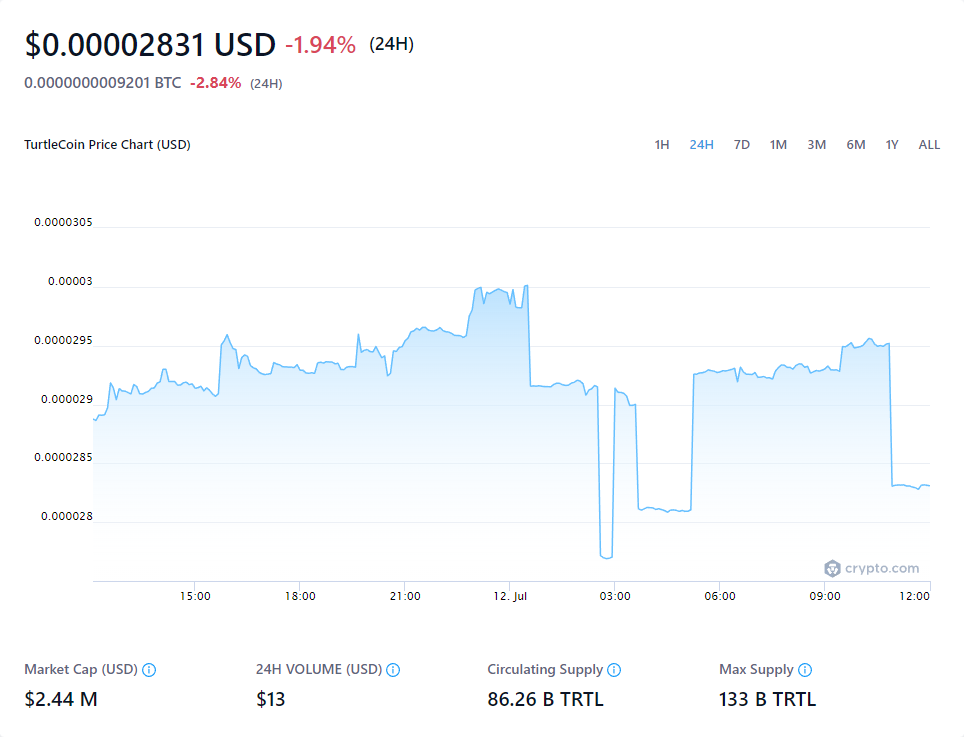 $0.00002831 USD -1.94% (24H)
0.0000000009201 BTC -2.84% (24H)
TurtleCoin Price Chart (USD) 1H 24H 7D 1M 3M 6M 1Y ALL
0.0000305
0.00003
0.0000295
0.000029
0.0000285
0.000028
crypto.com
15:00 18:00 21:00 12. Jul 03:00 06:00 09:00 12:00
Market Cap (USD) 24H VOLUME (USD) Circulating Supply Max Supply
$2.44 M $13 86.26 B TRTL 133 B TRTL